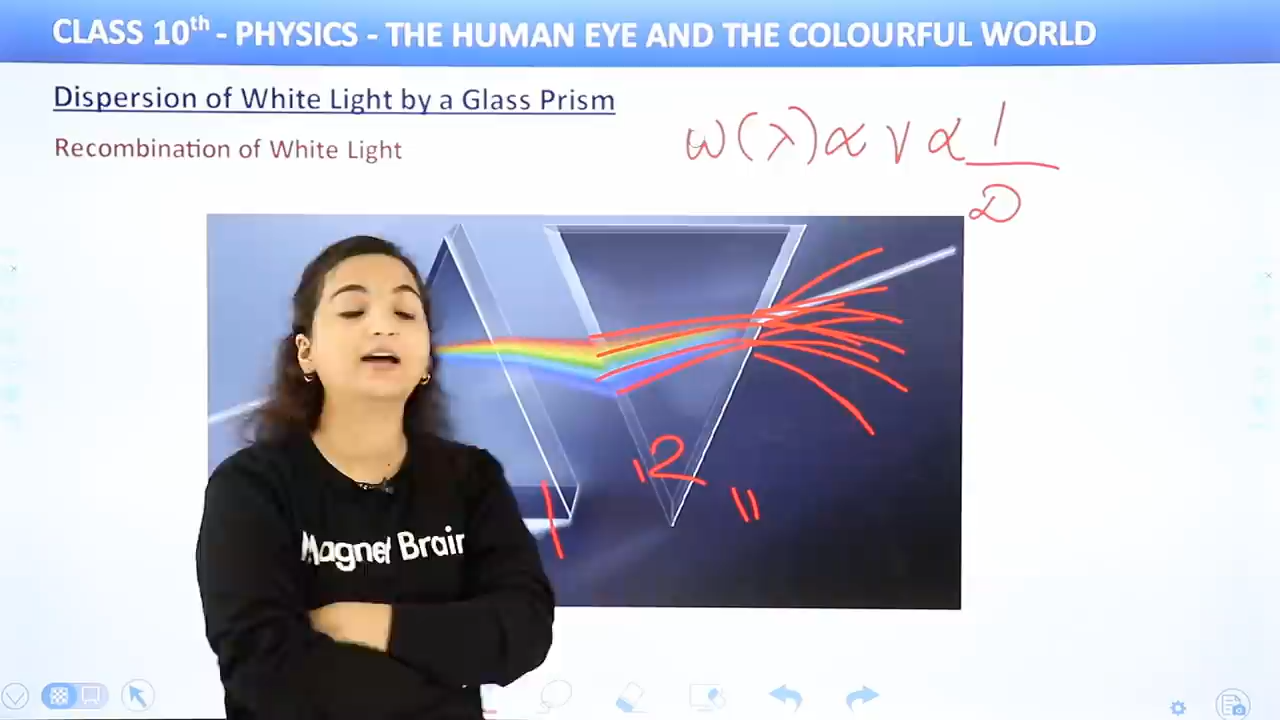 CLASS 10th - PHYSICS - THE HUMAN EYE AND THE COLOURFUL WORLD
Dispersion of White Light by a Glass Prism
Recombination of White Light
ω(λ)∝ v ∝ 1/D
1
"2"
Magnet Brain